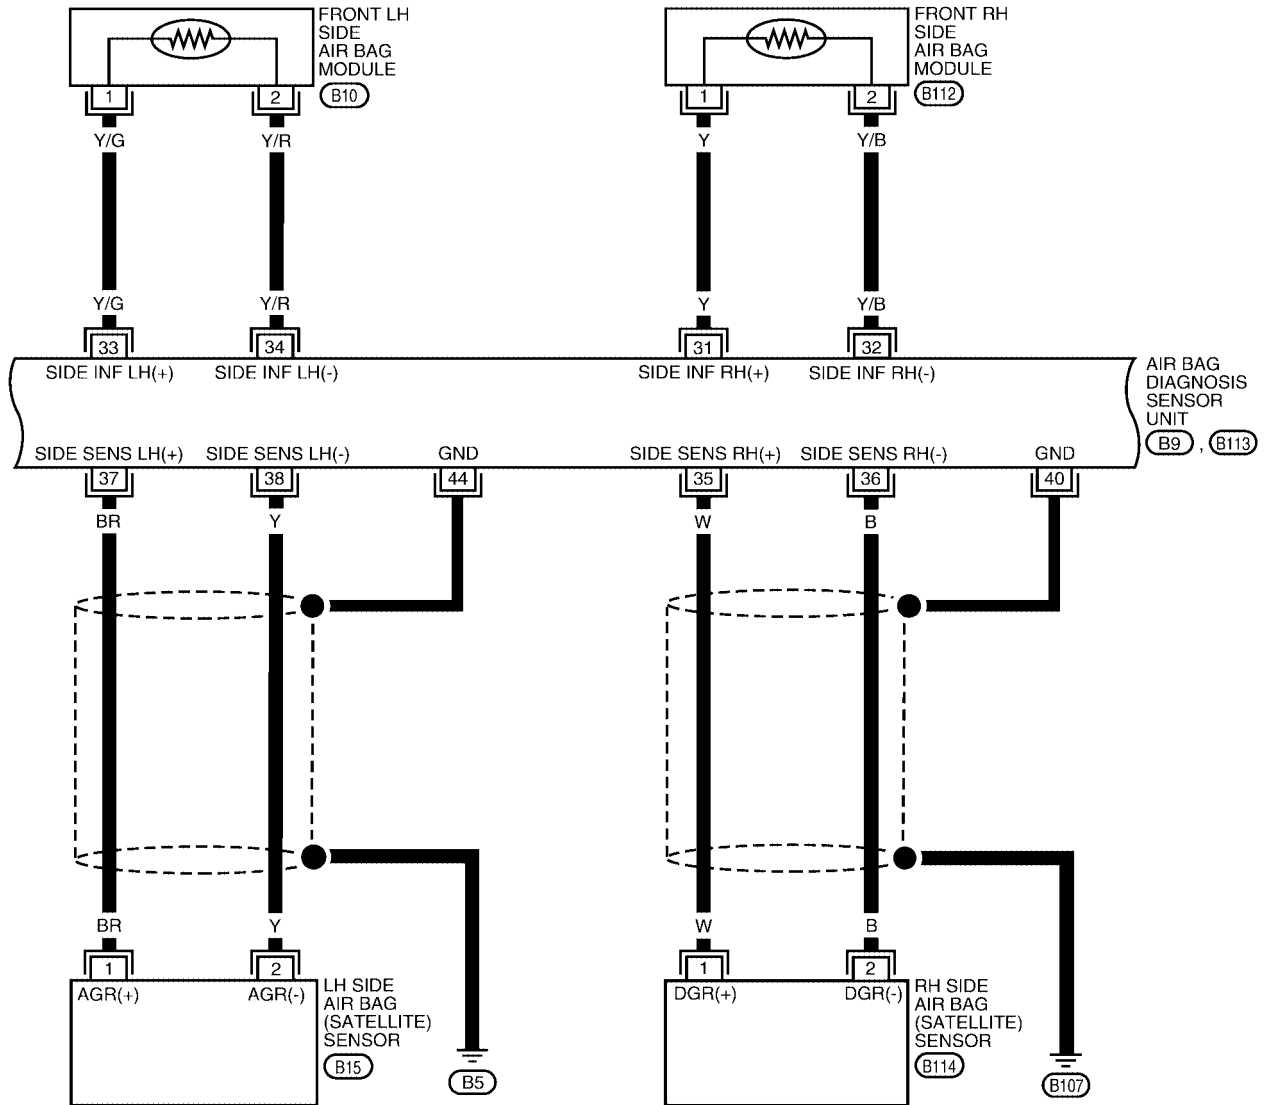 FRONT LH
SIDE
AIR BAG
MODULE
B10
1
2
FRONT RH
SIDE
AIR BAG
MODULE
B112
1
2
Y/G
Y/R
Y
Y/B
Y/G
Y/R
Y
Y/B
33
34
31
32
SIDE INF LH(+)
SIDE INF LH(-)
SIDE INF RH(+)
SIDE INF RH(-)
AIR BAG
DIAGNOSIS
SENSOR
UNIT
B9 , B113
SIDE SENS LH(+)
SIDE SENS LH(-)
GND
SIDE SENS RH(+)
SIDE SENS RH(-)
GND
37
38
44
35
36
40
BR
Y
W
B
BR
Y
W
B
1
2
1
2
AGR(+)
AGR(-)
LH SIDE
AIR BAG
(SATELLITE)
SENSOR
B15
B5
DGR(+)
DGR(-)
RH SIDE
AIR BAG
(SATELLITE)
SENSOR
B114
B107